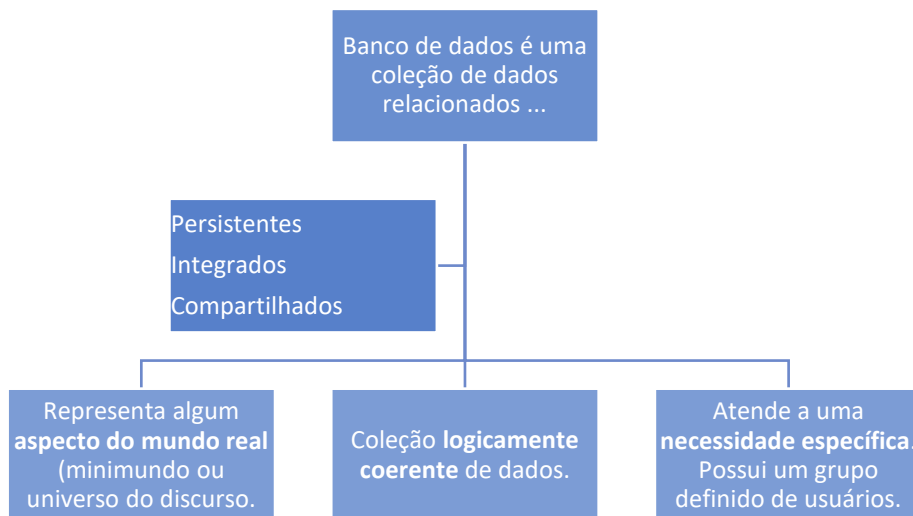 Banco de dados é uma
coleção de dados
relacionados ...
Persistentes
Integrados
Compartilhados
Representa algum
aspecto do mundo real
(minimundo ou
universo do discurso.
Coleção logicamente
coerente de dados.
Atende a uma
necessidade específica.
Possui um grupo
definido de usuários.